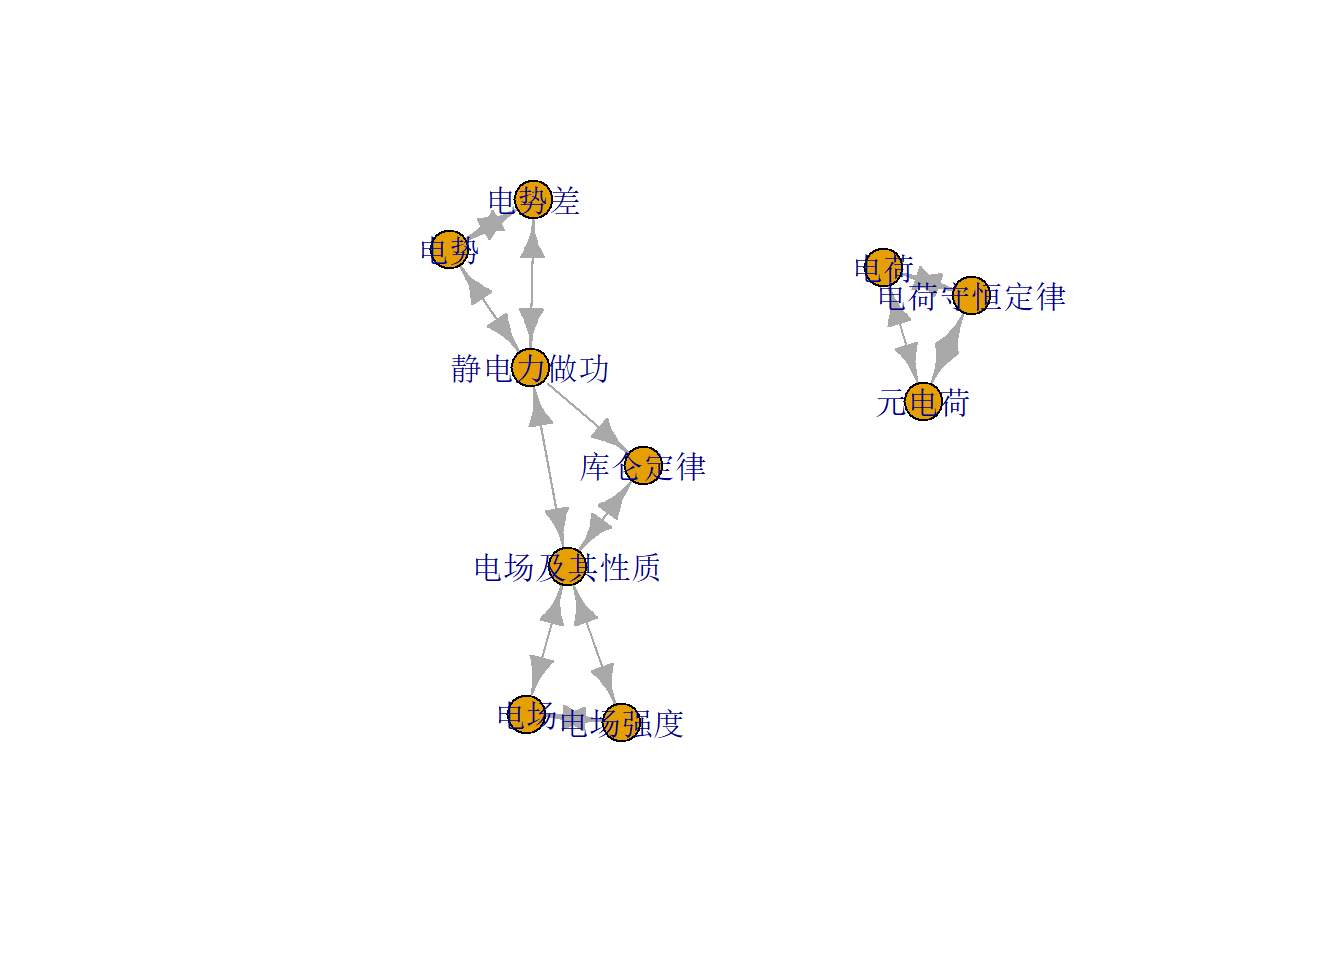 电势差
电势
电荷
电荷守恒定律
静电力做功
元电荷
库仑定律
电场及其性质
电场
电场强度